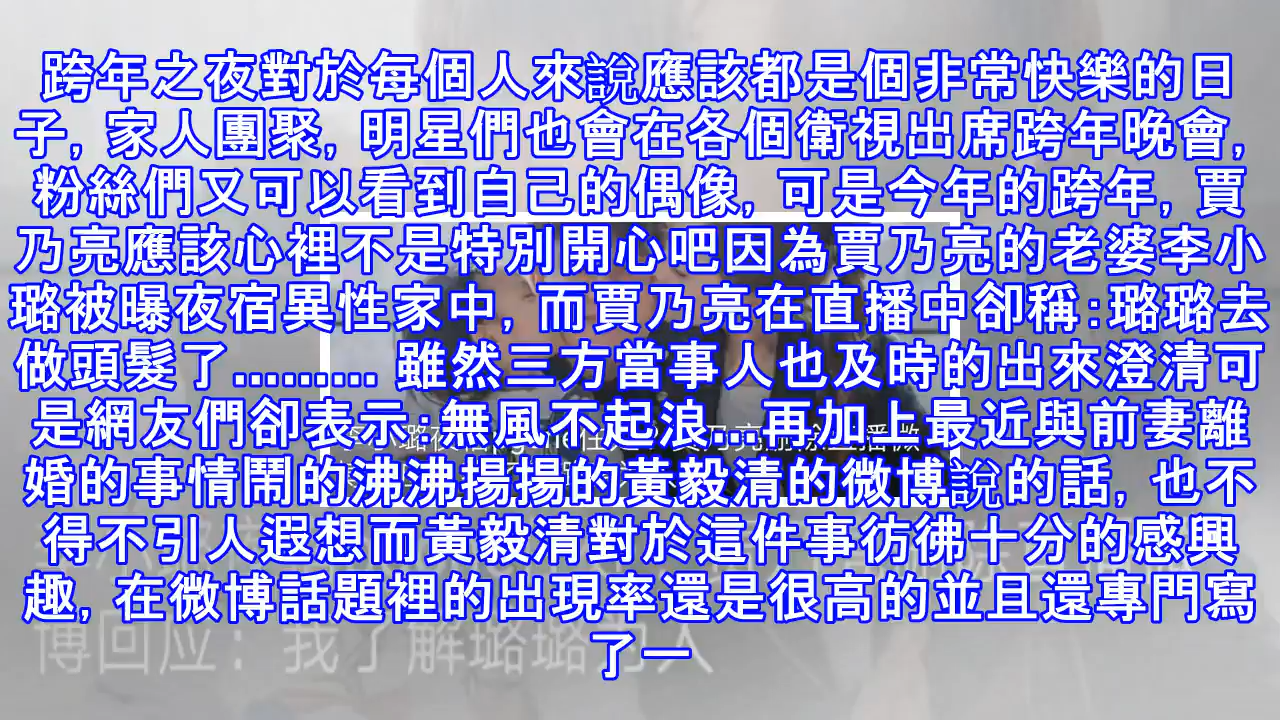 跨年之夜對於每個人來說應該都是個非常快樂的日
子, 家人團聚, 明星們也會在各個衛視出席跨年晚會,
粉絲們又可以看到自己的偶像, 可是今年的跨年, 賈
乃亮應該心裡不是特別開心吧因為賈乃亮的老婆李小
璐被曝夜宿異性家中, 而賈乃亮在直播中卻稱:璐璐去
做頭髮了......... 雖然三方當事人也及時的出來澄清可
是網友們卻表示:無風不起浪...再加上最近與前妻離
婚的事情鬧的沸沸揚揚的黃毅清的微博說的話, 也不
得不引人遐想而黃毅清對於這件事彷彿十分的感興
趣, 在微博話題裡的出現率還是很高的並且還專門寫
了一
博回应: 我了解璐璐为人